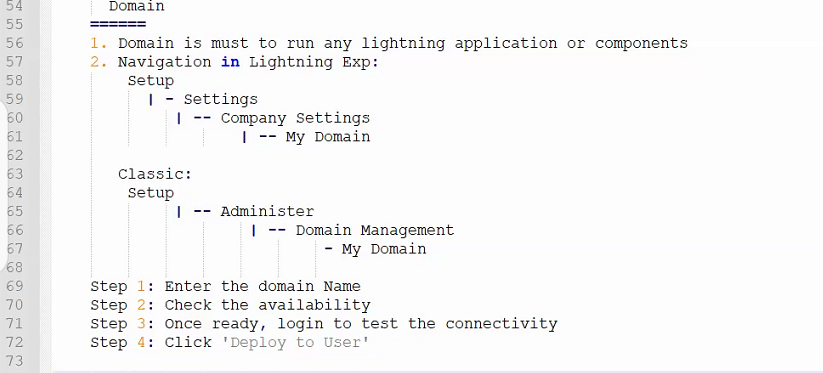 54 Domain
55 ======
56 1. Domain is must to run any lightning application or components
57 2. Navigation in Lightning Exp:
58 Setup
59 | - Settings
60 | -- Company Settings
61 | -- My Domain
62
63 Classic:
64 Setup
65 | -- Administer
66 | -- Domain Management
67 - My Domain
68
69 Step 1: Enter the domain Name
70 Step 2: Check the availability
71 Step 3: Once ready, login to test the connectivity
72 Step 4: Click 'Deploy to User'
73